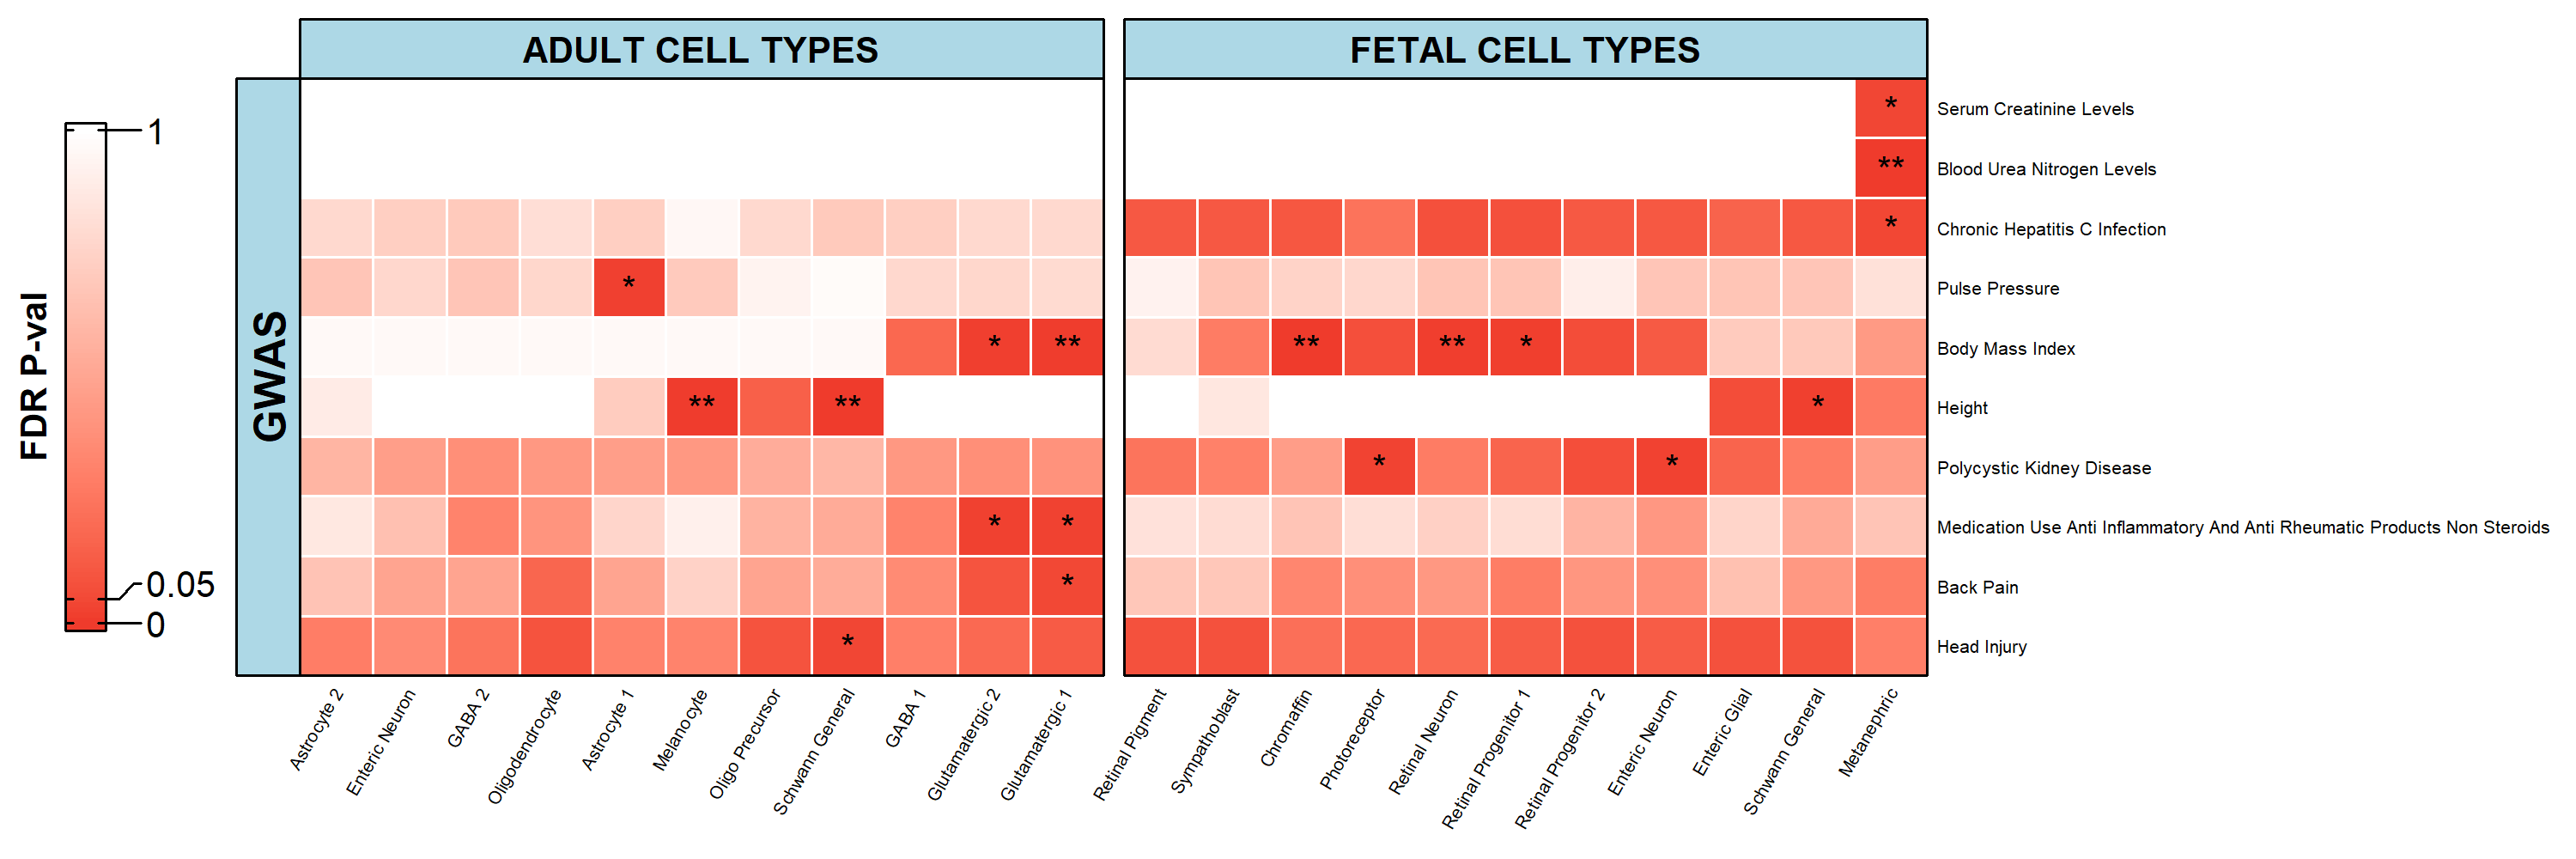 ADULT CELL TYPES
FETAL CELL TYPES
FDR P-val
1
0.05
0
GWAS
* Serum Creatinine Levels
** Blood Urea Nitrogen Levels
* Chronic Hepatitis C Infection
* Pulse Pressure
* ** ** ** * Body Mass Index
** ** * Height
* * Polycystic Kidney Disease
* * Medication Use Anti Inflammatory And Anti Rheumatic Products Non Steroids
* Back Pain
* Head Injury
Astrocyte 2
Enteric Neuron
GABA 2
Oligodendrocyte
Astrocyte 1
Melanocyte
Oligo Precursor
Schwann General
GABA 1
Glutamatergic 2
Glutamatergic 1
Retinal Pigment
Sympathoblast
Chromaffin
Photoreceptor
Retinal Neuron
Retinal Progenitor 1
Retinal Progenitor 2
Enteric Neuron
Enteric Glial
Schwann General
Metanephric